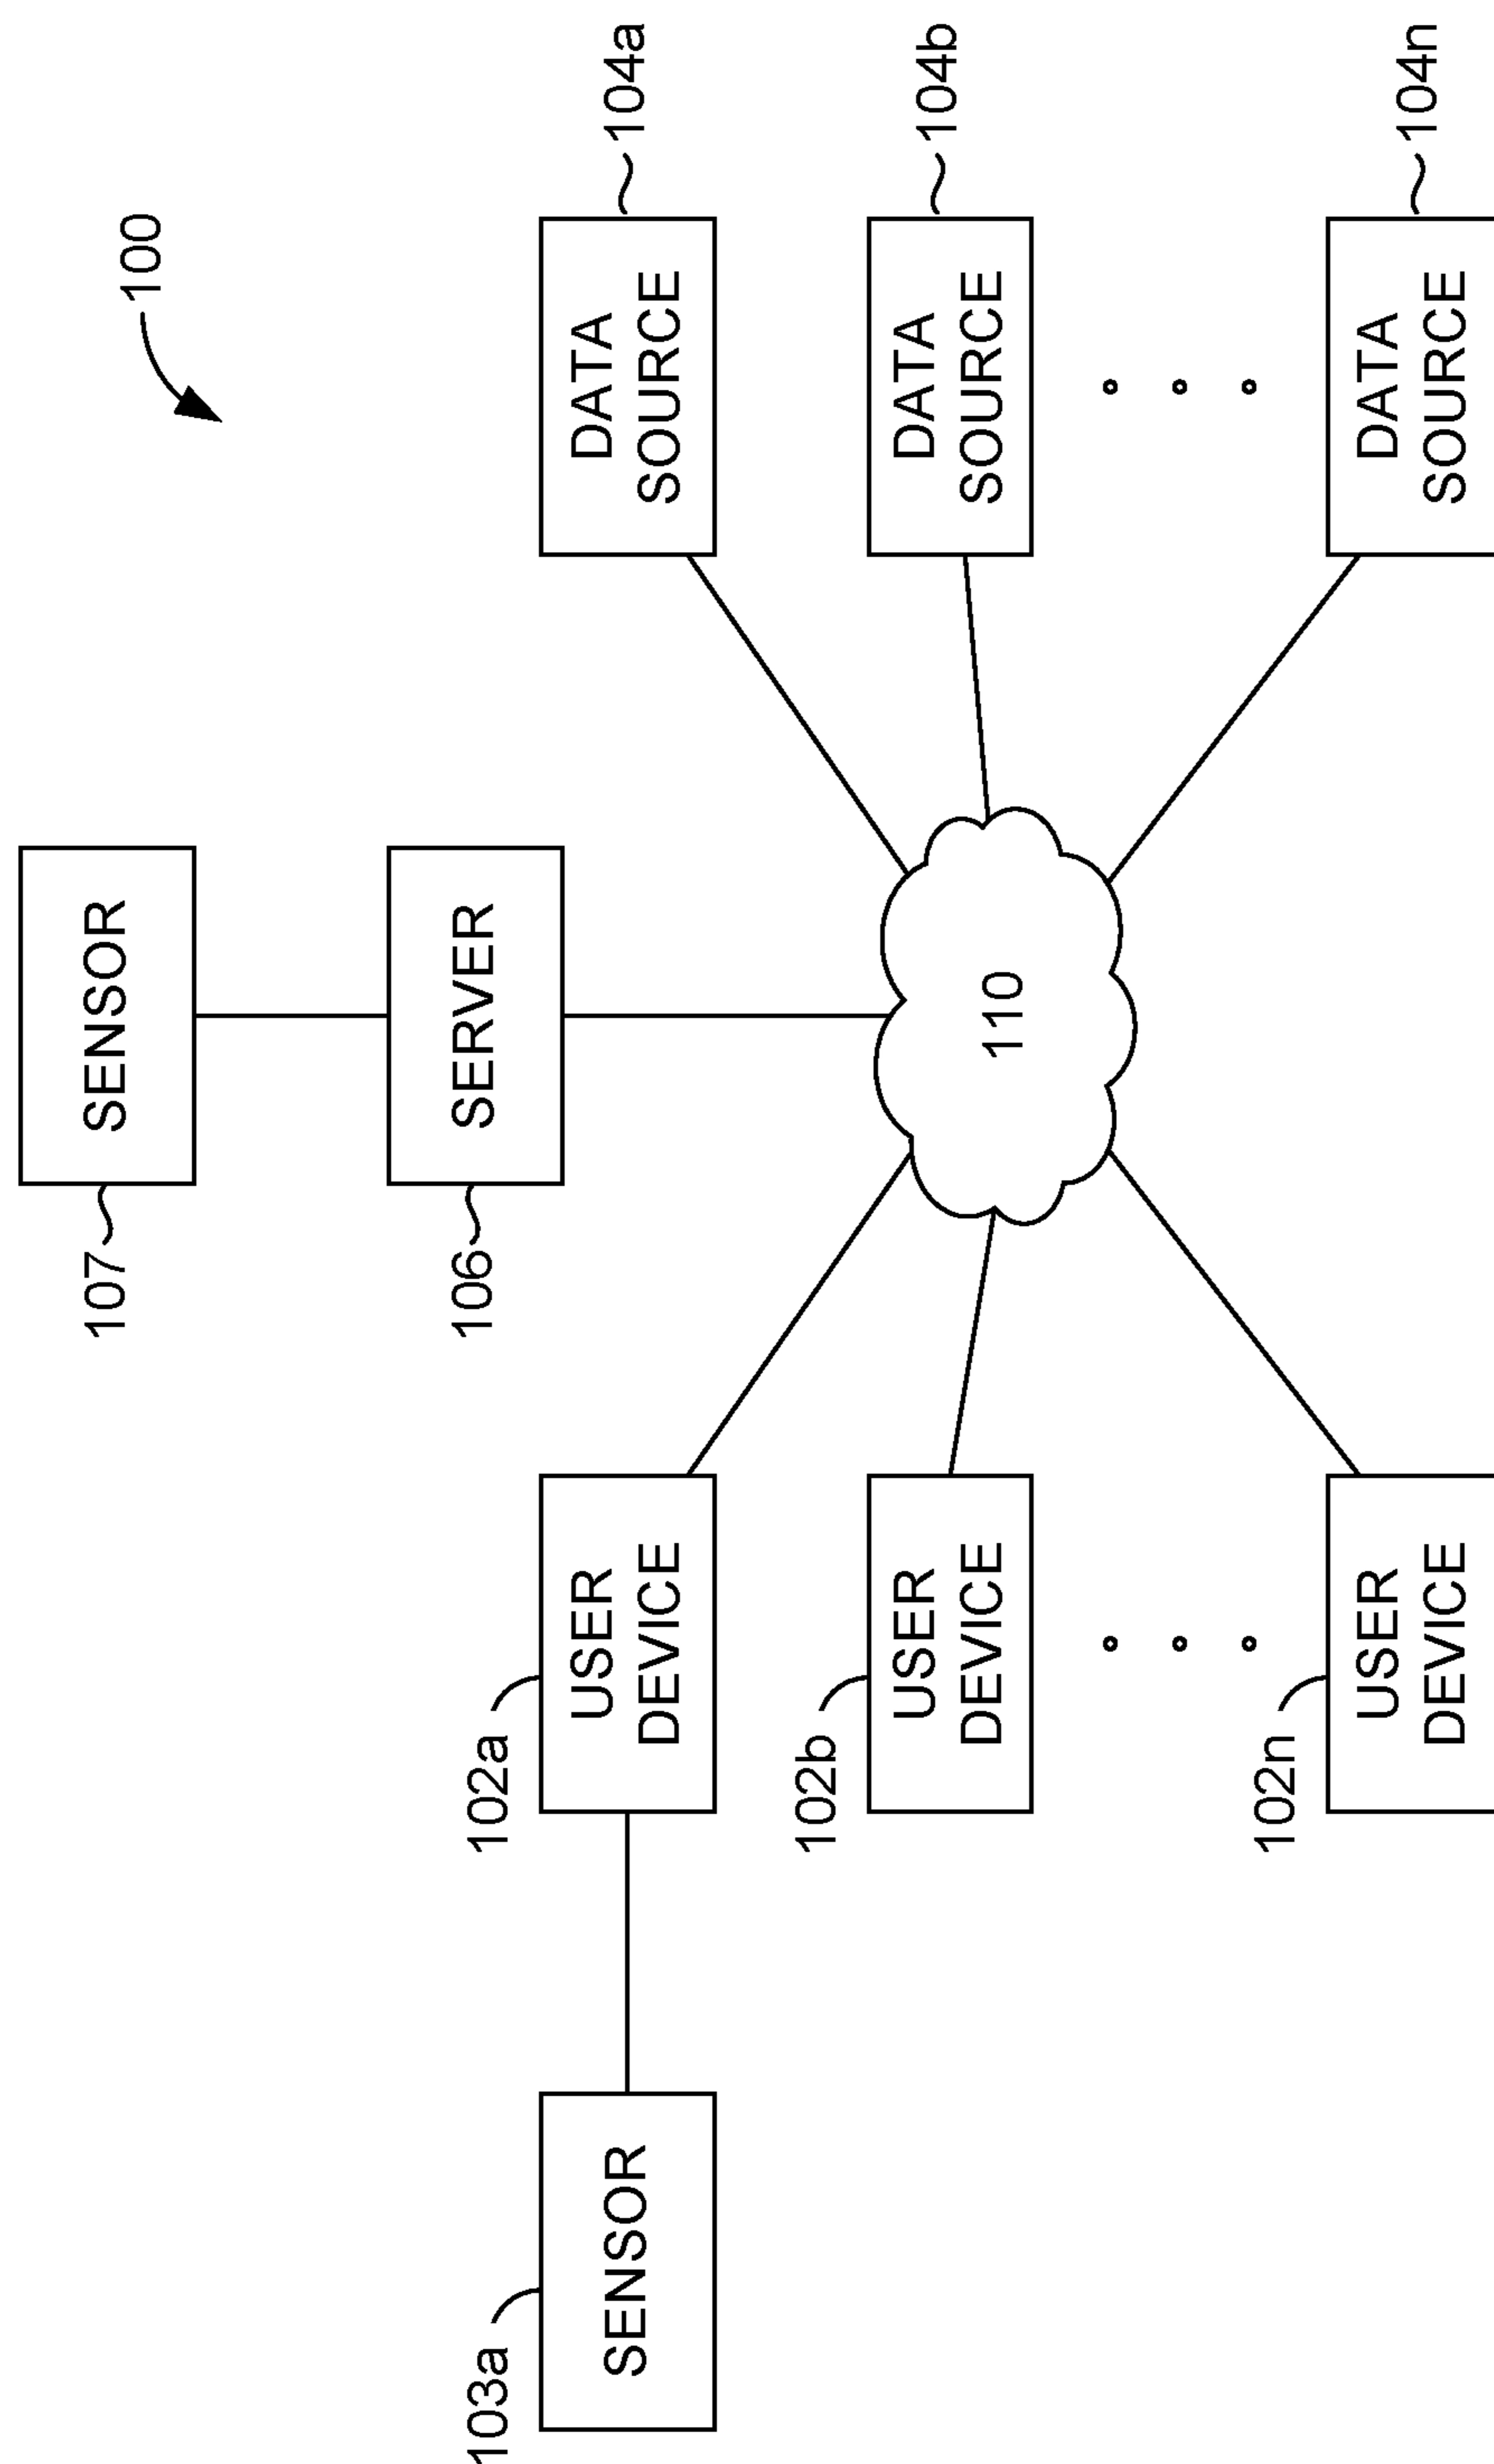 100
SENSOR
107
SERVER
106
103a
SENSOR
102a
USER
DEVICE
DATA
SOURCE
104a
102b
USER
DEVICE
110
DATA
SOURCE
104b
102n
USER
DEVICE
DATA
SOURCE
104n